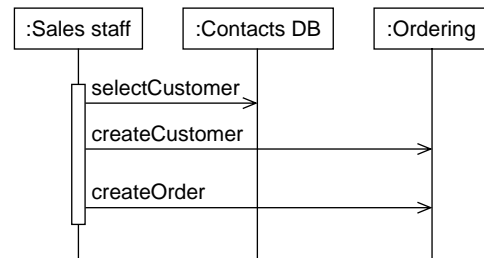 :Sales staff
:Contacts DB
:Ordering
selectCustomer
createCustomer
createOrder